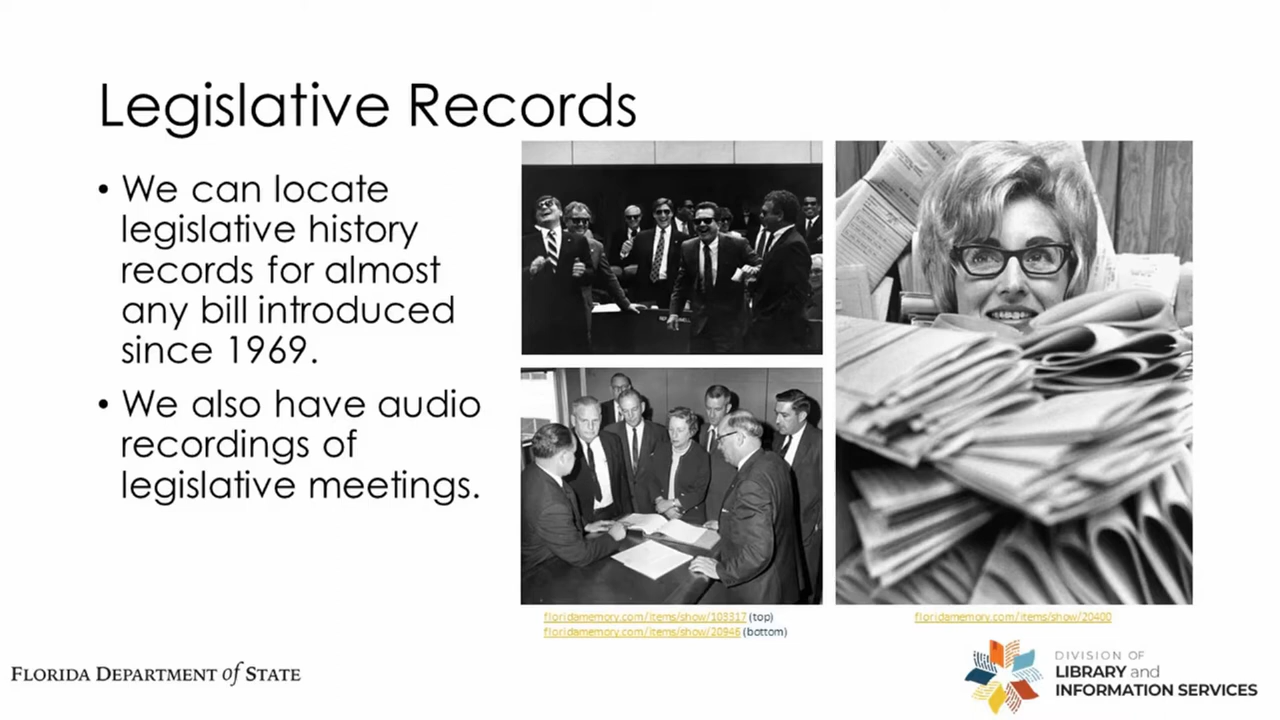 Legislative Records
• We can locate
legislative history
records for almost
any bill introduced
since 1969.
• We also have audio
recordings of
legislative meetings.
floridamemory.com/items/show/103317 (top)
floridamemory.com/items/show/20946 (bottom)
floridamemory.com/items/show/20400
FLORIDA DEPARTMENT of STATE
DIVISION OF
LIBRARY and
INFORMATION SERVICES